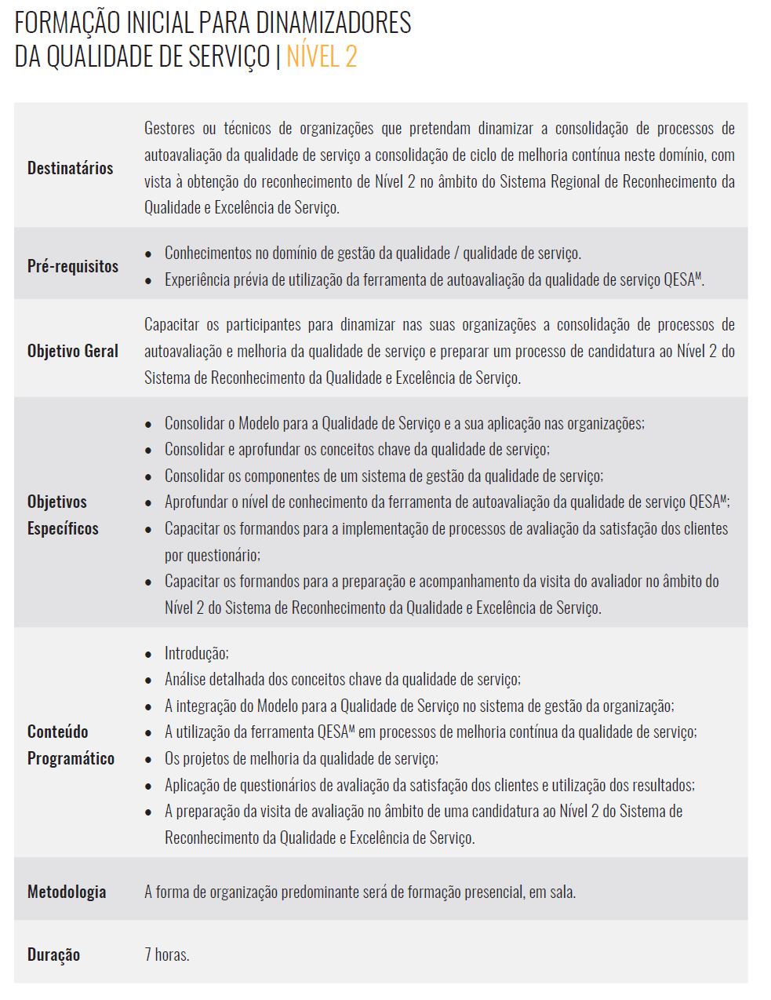 FORMAÇÃO INICIAL PARA DINAMIZADORES
DA QUALIDADE DE SERVIÇO | NÍVEL 2
Destinatários
Gestores ou técnicos de organizações que pretendam dinamizar a consolidação de processos de
autoavaliação da qualidade de serviço a consolidação de ciclo de melhoria contínua neste domínio, com
vista à obtenção do reconhecimento de Nível 2 no âmbito do Sistema Regional de Reconhecimento da
Qualidade e Excelência de Serviço.
Pré-requisitos
• Conhecimentos no domínio de gestão da qualidade / qualidade de serviço.
• Experiência prévia de utilização da ferramenta de autoavaliação da qualidade de serviço QESAᴹ.
Objetivo Geral
Capacitar os participantes para dinamizar nas suas organizações a consolidação de processos de
autoavaliação e melhoria da qualidade de serviço e preparar um processo de candidatura ao Nível 2 do
Sistema de Reconhecimento da Qualidade e Excelência de Serviço.
Objetivos
Específicos
• Consolidar o Modelo para a Qualidade de Serviço e a sua aplicação nas organizações;
• Consolidar e aprofundar os conceitos chave da qualidade de serviço;
• Consolidar os componentes de um sistema de gestão da qualidade de serviço;
• Aprofundar o nível de conhecimento da ferramenta de autoavaliação da qualidade de serviço QESAᴹ;
• Capacitar os formandos para a implementação de processos de avaliação da satisfação dos clientes
por questionário;
• Capacitar os formandos para a preparação e acompanhamento da visita do avaliador no âmbito do
Nível 2 do Sistema de Reconhecimento da Qualidade e Excelência de Serviço.
Conteúdo
Programático
• Introdução;
• Análise detalhada dos conceitos chave da qualidade de serviço;
• A integração do Modelo para a Qualidade de Serviço no sistema de gestão da organização;
• A utilização da ferramenta QESAᴹ em processos de melhoria contínua da qualidade de serviço;
• Os projetos de melhoria da qualidade de serviço;
• Aplicação de questionários de avaliação da satisfação dos clientes e utilização dos resultados;
• A preparação da visita de avaliação no âmbito de uma candidatura ao Nível 2 do Sistema de
Reconhecimento da Qualidade e Excelência de Serviço.
Metodologia
A forma de organização predominante será de formação presencial, em sala.
Duração
7 horas.